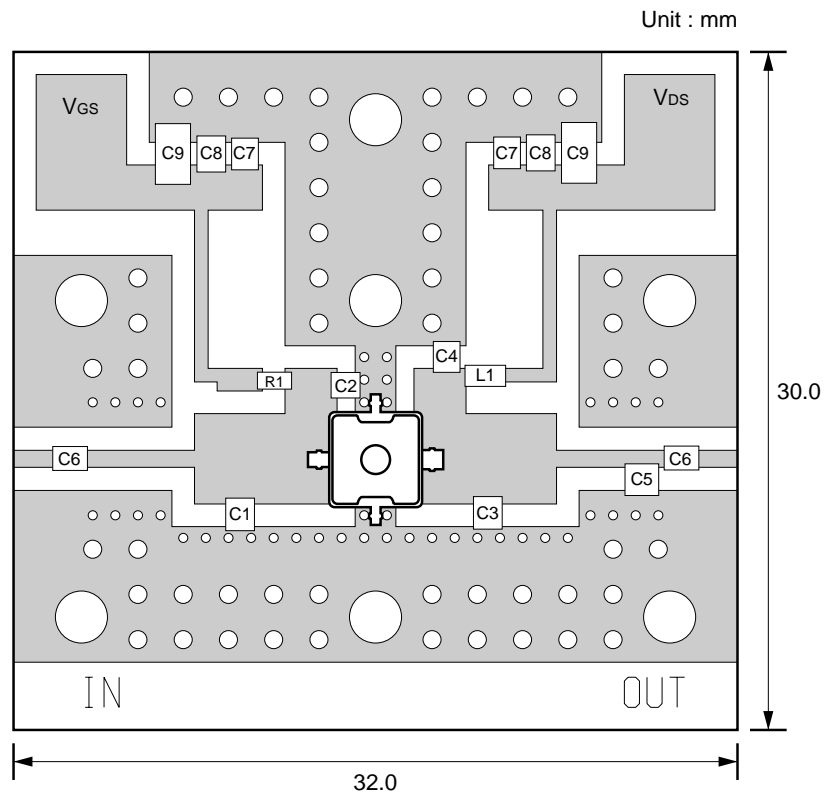 Unit : mm
VGS
VDS
C9 C8 C7
C7 C8 C9
C4
R1
C2
L1
30.0
C6
C6
C5
C1
C3
IN
OUT
32.0